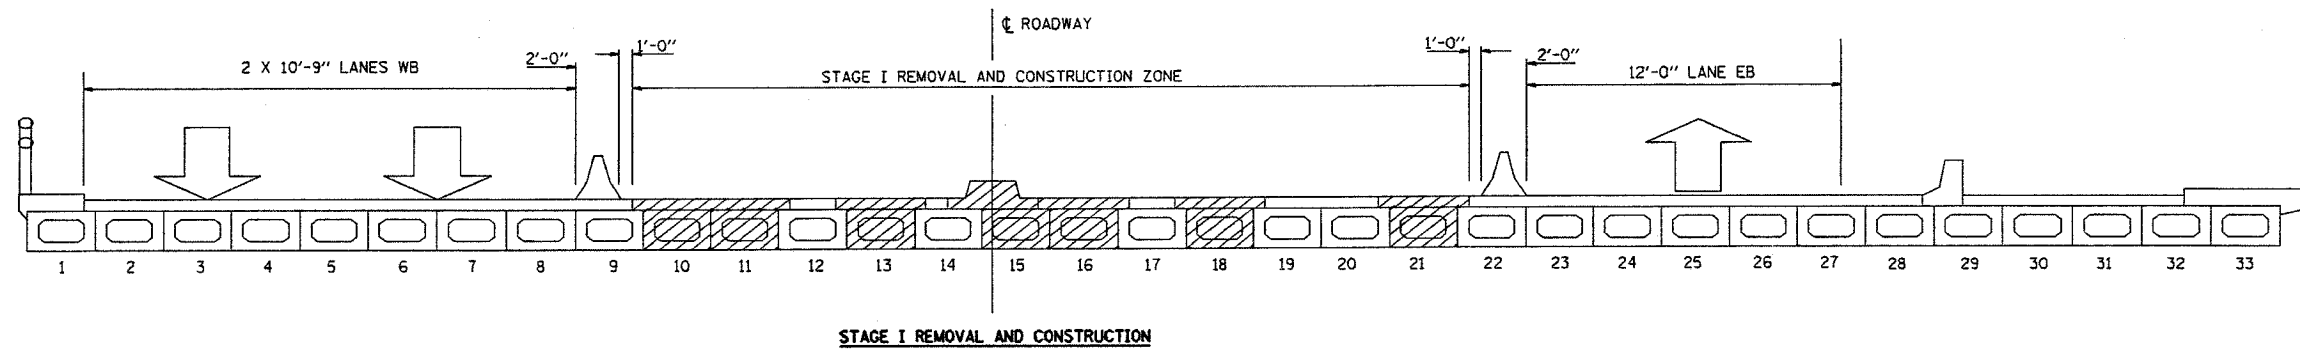 ℄ ROADWAY
2'-0"
1'-0"
1'-0"
2'-0"
2 X 10'-9" LANES WB
STAGE I REMOVAL AND CONSTRUCTION ZONE
12'-0" LANE EB
1 2 3 4 5 6 7 8 9 10 11 12 13 14 15 16 17 18 19 20 21 22 23 24 25 26 27 28 29 30 31 32 33
STAGE I REMOVAL AND CONSTRUCTION